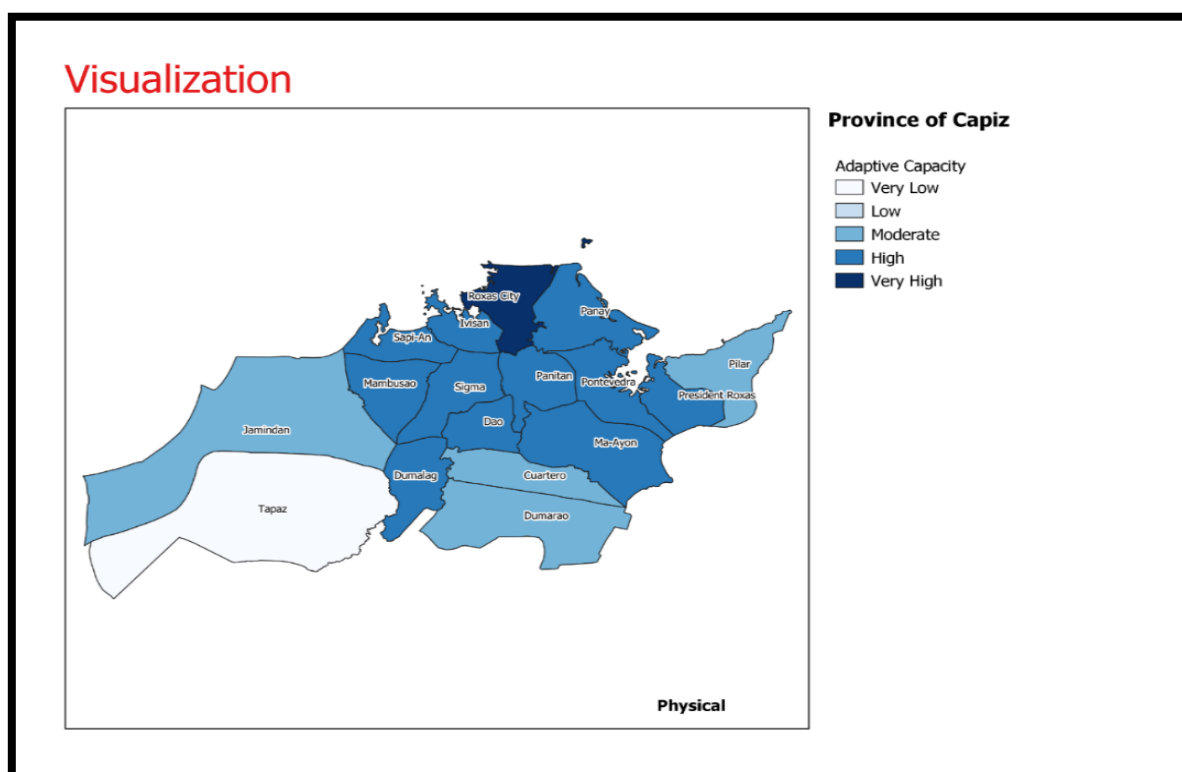 Visualization
Province of Capiz
Adaptive Capacity
Very Low
Low
Moderate
High
Very High
Roxas City
Panay
Ivisan
Sapi-An
Pilar
Mambusao
Sigma
Panitan
Pontevedra
President Roxas
Dao
Jamindan
Ma-Ayon
Dumalag
Cuartero
Tapaz
Dumarao
Physical